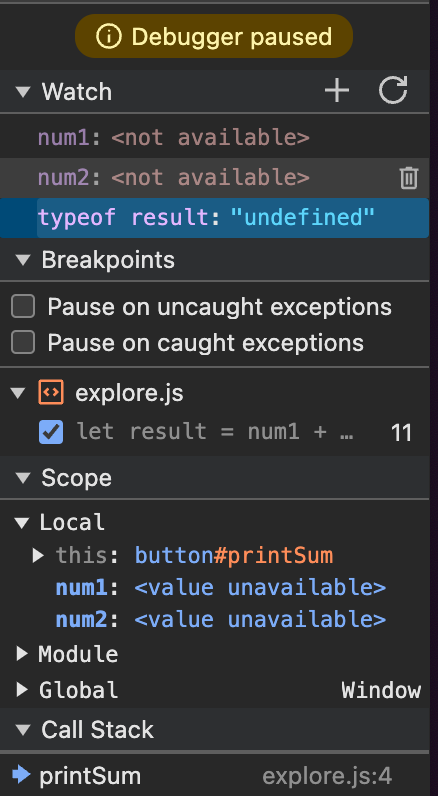 Debugger paused
Watch
num1: <not available>
num2: <not available>
typeof result: "undefined"
Breakpoints
Pause on uncaught exceptions
Pause on caught exceptions
explore.js
let result = num1 + … 11
Scope
Local
this: button#printSum
num1: <value unavailable>
num2: <value unavailable>
Module
Global Window
Call Stack
printSum explore.js:4